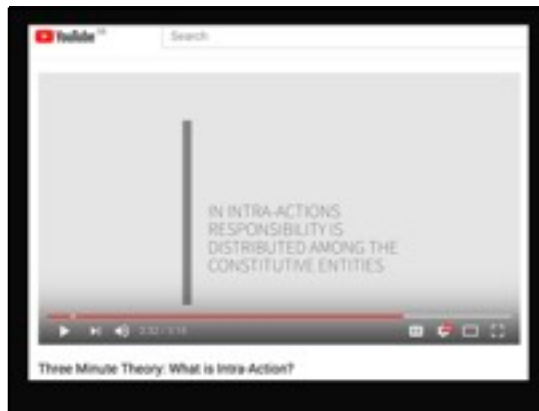 YouTube
Search
IN INTRA-ACTIONS
RESPONSIBILITY IS
DISTRIBUTED AMONG THE
CONSTITUTIVE ENTITIES
Three Minute Theory: What is Intra-Action?